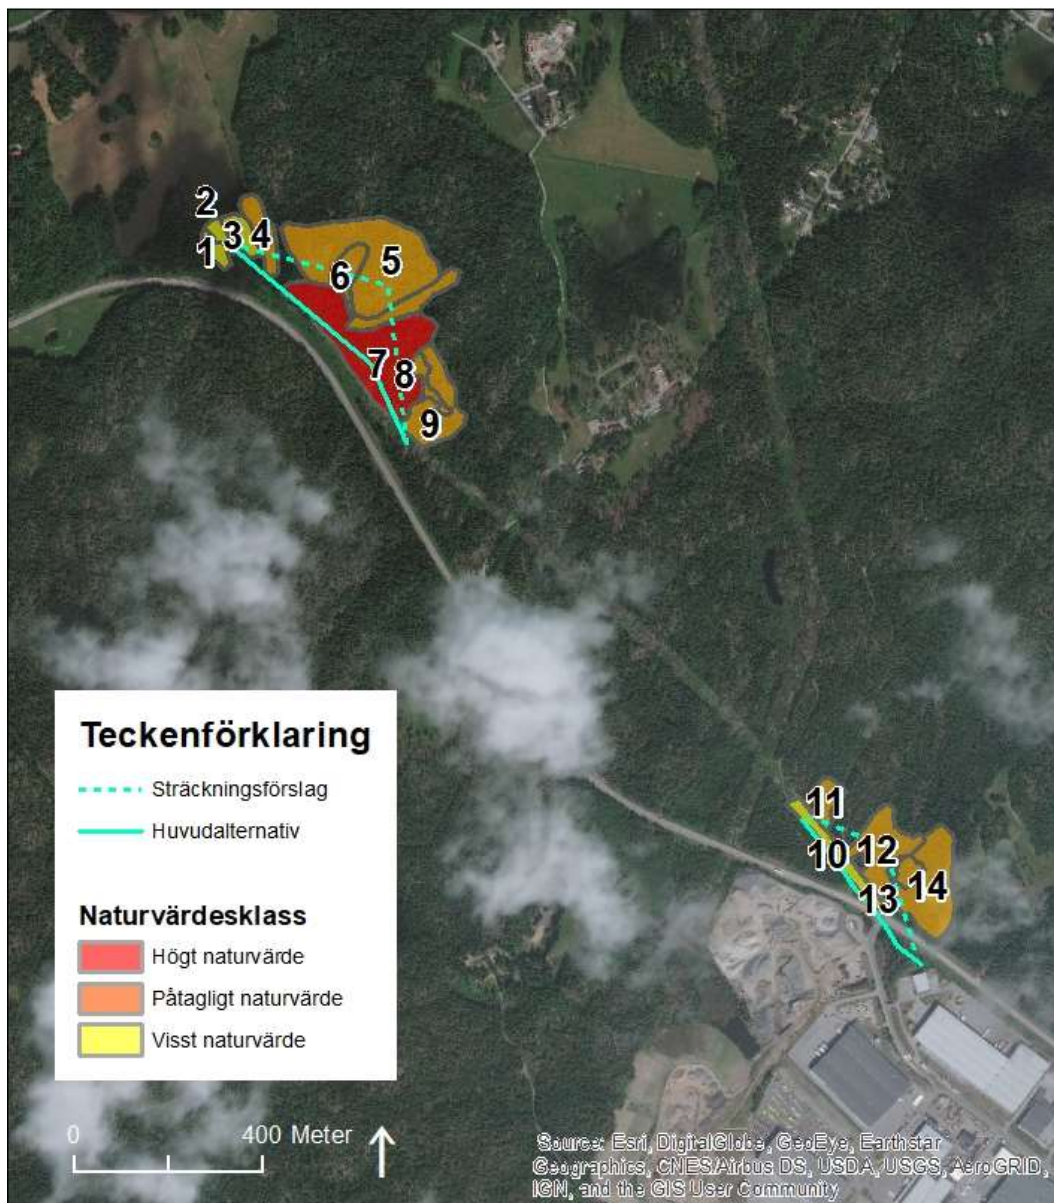 2
3
4
1
5
6
7
8
9
11
10
12
13
14
Teckenförklaring
Sträckningsförslag
Huvudalternativ
Naturvärdesklass
Högt naturvärde
Påtagligt naturvärde
Visst naturvärde
0 400 Meter
Source: Esri, DigitalGlobe, GeoEye, Earthstar
Geographics, CNES/Airbus DS, USDA, USGS, AeroGRID,
IGN, and the GIS User Community